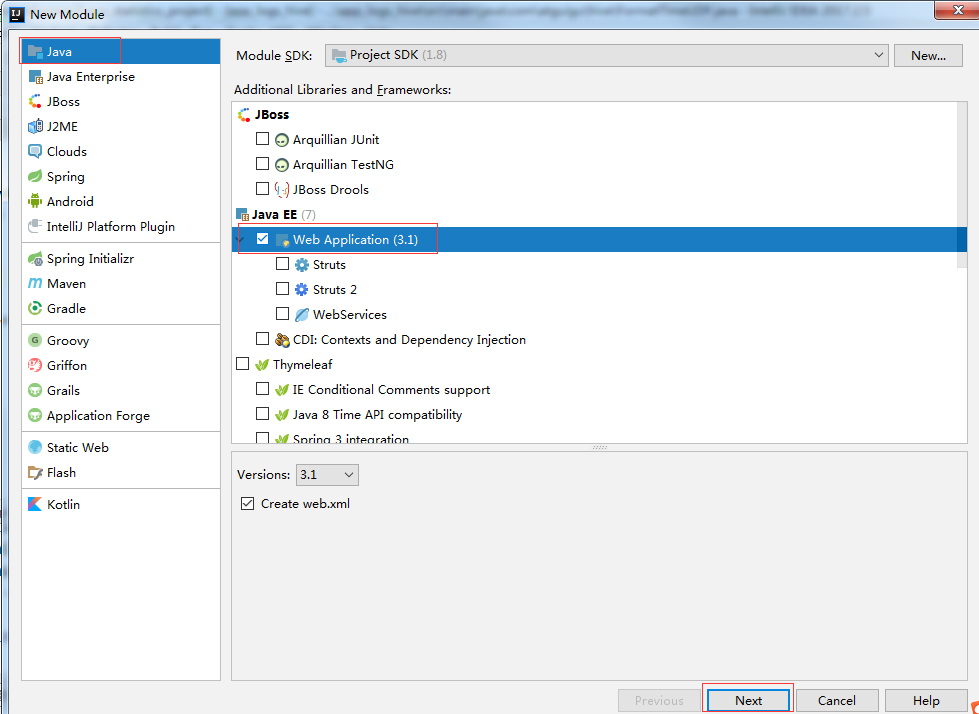 New Module
Java
Java Enterprise
JBoss
J2ME
Clouds
Spring
Android
IntelliJ Platform Plugin
Spring Initializr
Maven
Gradle
Groovy
Griffon
Grails
Application Forge
Static Web
Flash
Kotlin
Module SDK: Project SDK (1.8) New...
Additional Libraries and Frameworks:
JBoss
Arquillian JUnit
Arquillian TestNG
JBoss Drools
Java EE (7)
Web Application (3.1)
Struts
Struts 2
WebServices
CDI: Contexts and Dependency Injection
Thymeleaf
IE Conditional Comments support
Java 8 Time API compatibility
Spring 3 integration
Versions: 3.1
Create web.xml
Previous Next Cancel Help